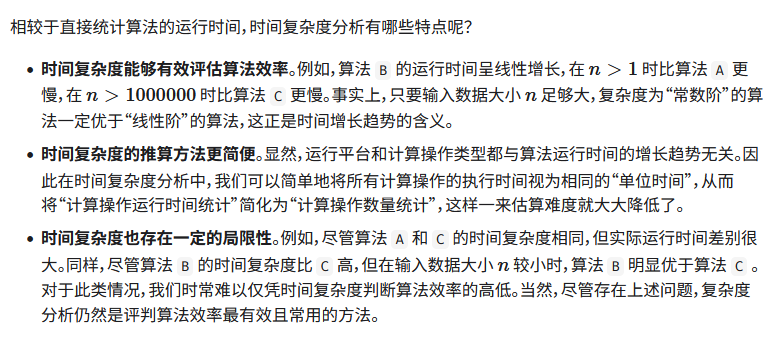 相较于直接统计算法的运行时间，时间复杂度分析有哪些特点呢？
• 时间复杂度能够有效评估算法效率。例如，算法 B 的运行时间呈线性增长，在 n > 1 时比算法 A 更
慢，在 n > 1000000 时比算法 C 更慢。事实上，只要输入数据大小 n 足够大，复杂度为“常数阶”的算
法一定优于“线性阶”的算法，这正是时间增长趋势的含义。
• 时间复杂度的推算方法更简便。显然，运行平台和计算操作类型都与算法运行时间的增长趋势无关。因
此在时间复杂度分析中，我们可以简单地将所有计算操作的执行时间视为相同的“单位时间”，从而
将“计算操作运行时间统计”简化为“计算操作数量统计”，这样一来估算难度就大大降低了。
• 时间复杂度也存在一定的局限性。例如，尽管算法 A 和 C 的时间复杂度相同，但实际运行时间差别很
大。同样，尽管算法 B 的时间复杂度比 C 高，但在输入数据大小 n 较小时，算法 B 明显优于算法 C 。
对于此类情况，我们时常难以仅凭时间复杂度判断算法效率的高低。当然，尽管存在上述问题，复杂度
分析仍然是评判算法效率最有效且常用的方法。